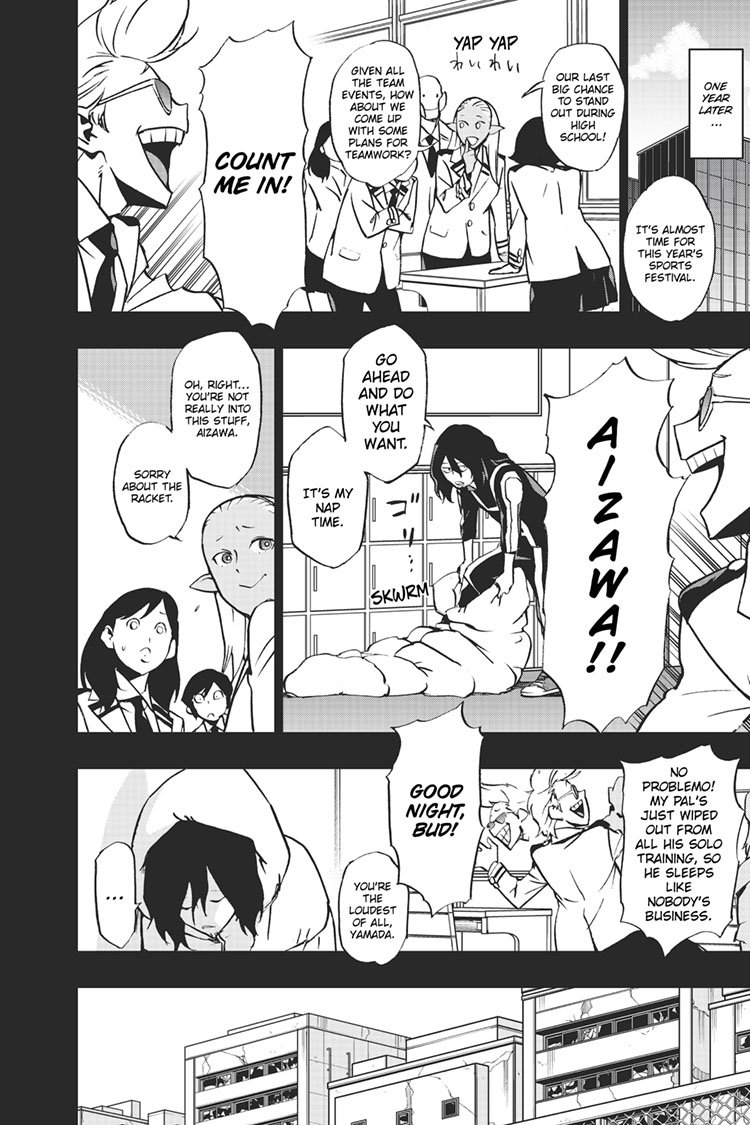 ONE
YEAR
LATER
...
IT'S ALMOST
TIME FOR
THIS YEAR'S
SPORTS
FESTIVAL.
OUR LAST
BIG CHANCE
TO STAND
OUT DURING
HIGH
SCHOOL!
YAP YAP
わいわい
GIVEN ALL
THE TEAM
EVENTS, HOW
ABOUT WE
COME UP
WITH SOME
PLANS FOR
TEAMWORK?
COUNT
ME IN!
AIZAWA!!
GO
AHEAD
AND DO
WHAT
YOU
WANT.
IT'S MY
NAP
TIME.
ゴソ
SKWRM
OH, RIGHT...
YOU'RE NOT
REALLY INTO
THIS STUFF,
AIZAWA.
SORRY
ABOUT THE
RACKET.
NO
PROBLEMO!
MY PAL'S
JUST WIPED
OUT FROM
ALL HIS SOLO
TRAINING, SO
HE SLEEPS
LIKE
NOBODY'S
BUSINESS.
GOOD
NIGHT,
BUD!
YOU'RE
THE
LOUDEST
OF ALL,
YAMADA.
...